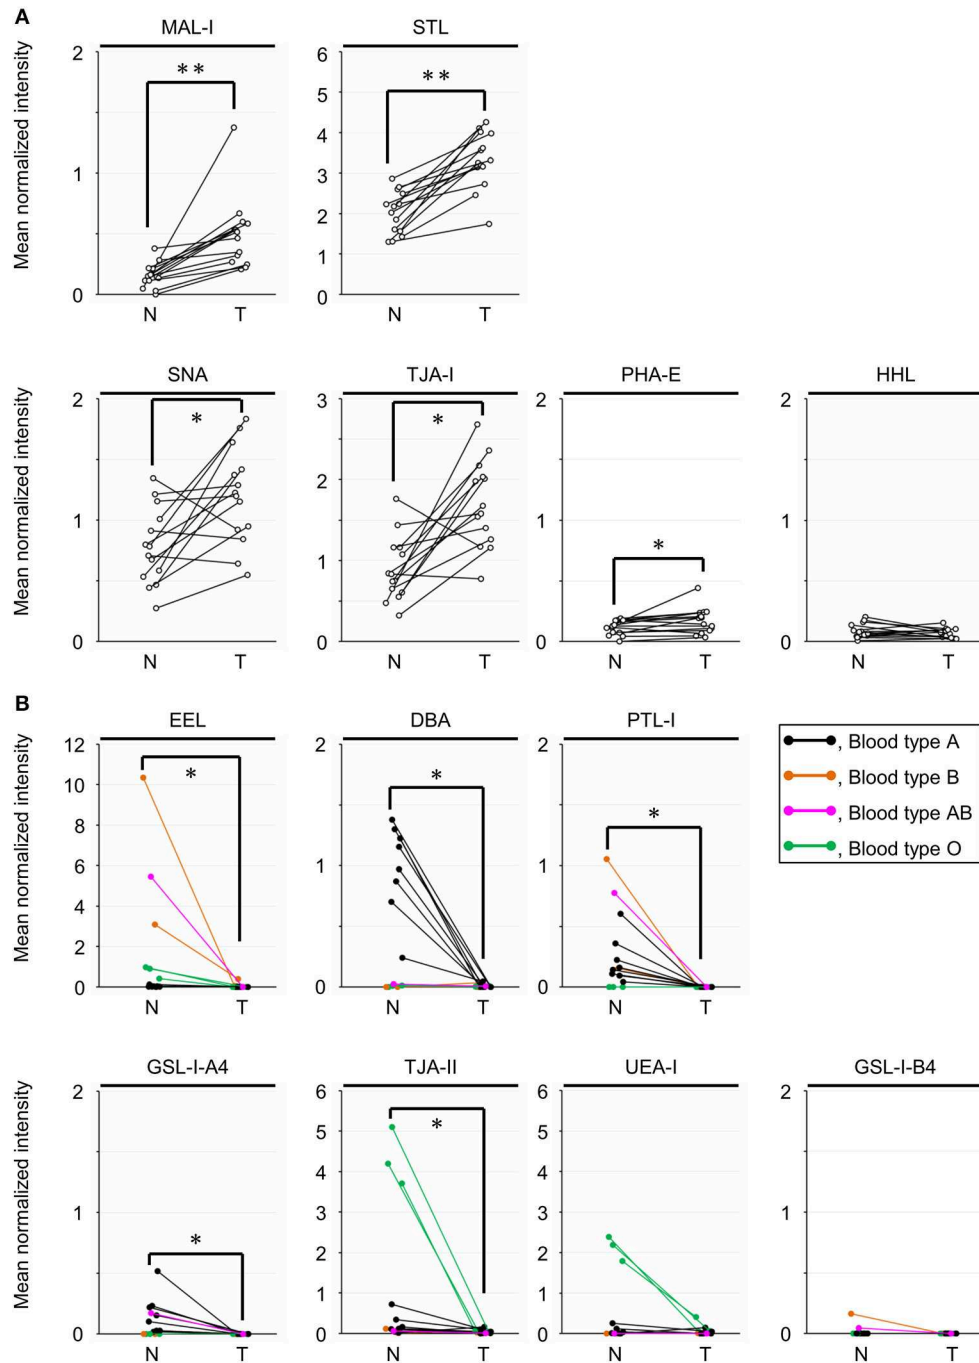 A
MAL-I
STL
Mean normalized intensity
2
1
0
**
N
T
6
5
4
3
2
1
0
**
N
T
SNA
TJA-I
PHA-E
HHL
Mean normalized intensity
2
1
0
*
N
T
3
2
1
0
*
N
T
2
1
0
*
N
T
2
1
0
N
T
B
EEL
DBA
PTL-I
Mean normalized intensity
12
10
8
6
4
2
0
*
N
T
2
1
0
*
N
T
2
1
0
*
N
T
, Blood type A
, Blood type B
, Blood type AB
, Blood type O
GSL-I-A4
TJA-II
UEA-I
GSL-I-B4
Mean normalized intensity
2
1
0
*
N
T
6
5
4
3
2
1
0
*
N
T
6
5
4
3
2
1
0
N
T
2
1
0
N
T